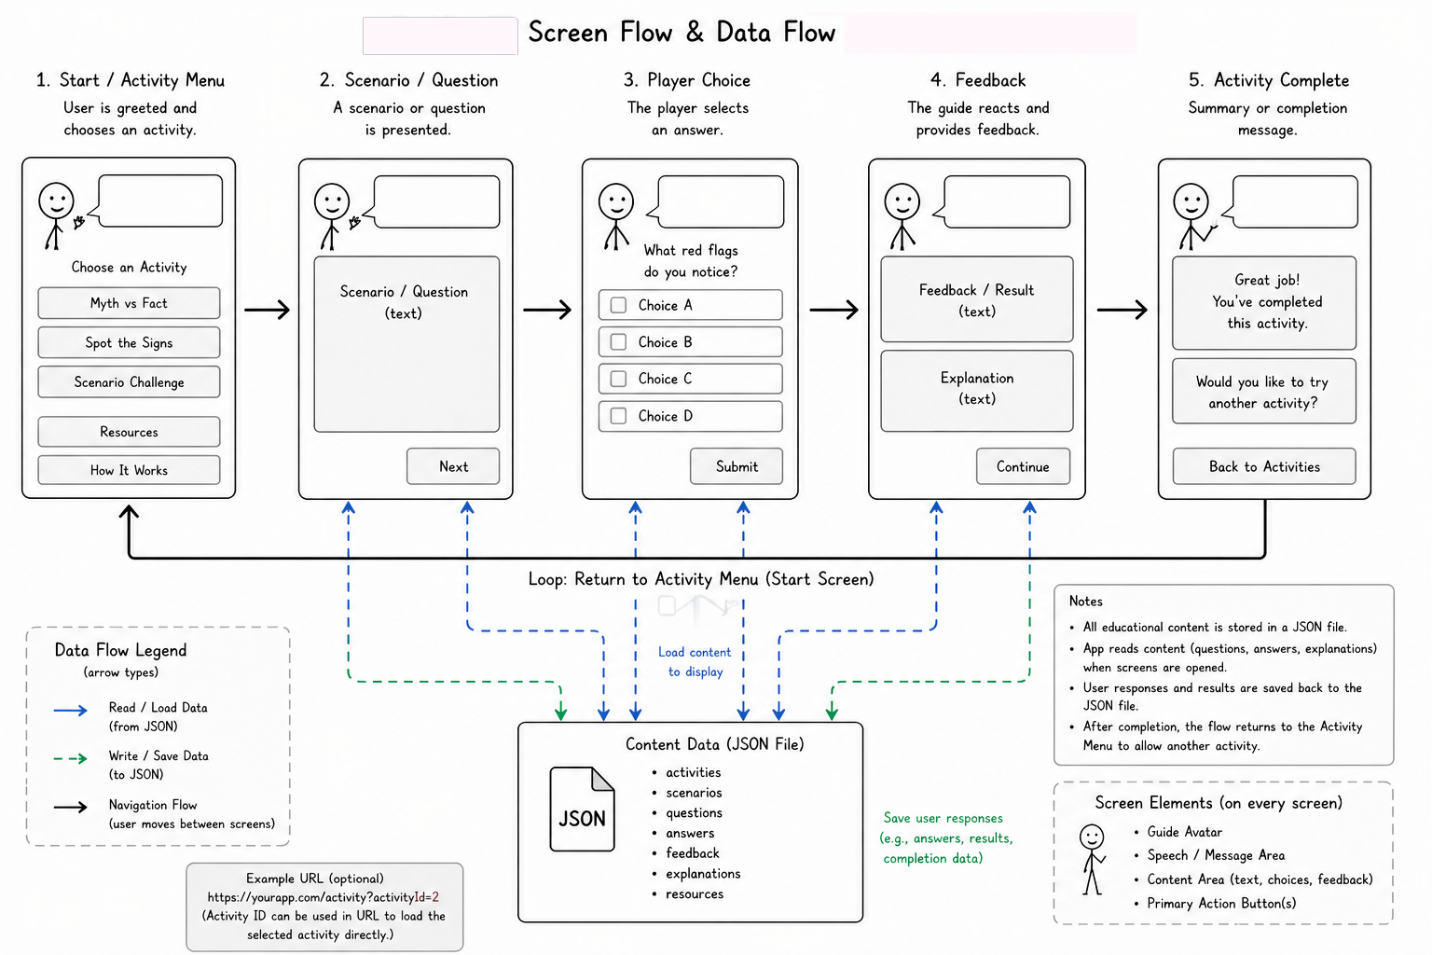 Screen Flow & Data Flow
1. Start / Activity Menu
User is greeted and
chooses an activity.
2. Scenario / Question
A scenario or question
is presented.
3. Player Choice
The player selects
an answer.
4. Feedback
The guide reacts and
provides feedback.
5. Activity Complete
Summary or completion
message.
Choose an Activity
Myth vs Fact
Spot the Signs
Scenario Challenge
Resources
How It Works
Scenario / Question
(text)
Next
What red flags
do you notice?
Choice A
Choice B
Choice C
Choice D
Submit
Feedback / Result
(text)
Explanation
(text)
Continue
Great job!
You've completed
this activity.
Would you like to try
another activity?
Back to Activities
Loop: Return to Activity Menu (Start Screen)
Load content
to display
Data Flow Legend
(arrow types)
Read / Load Data
(from JSON)
Write / Save Data
(to JSON)
Navigation Flow
(user moves between screens)
Example URL (optional)
https://yourapp.com/activity?activityId=2
(Activity ID can be used in URL to load the
selected activity directly.)
Content Data (JSON File)
JSON
• activities
• scenarios
• questions
• answers
• feedback
• explanations
• resources
Save user responses
(e.g., answers, results,
completion data)
Notes
• All educational content is stored in a JSON file.
• App reads content (questions, answers, explanations)
when screens are opened.
• User responses and results are saved back to the
JSON file.
• After completion, the flow returns to the Activity
Menu to allow another activity.
Screen Elements (on every screen)
• Guide Avatar
• Speech / Message Area
• Content Area (text, choices, feedback)
• Primary Action Button(s)